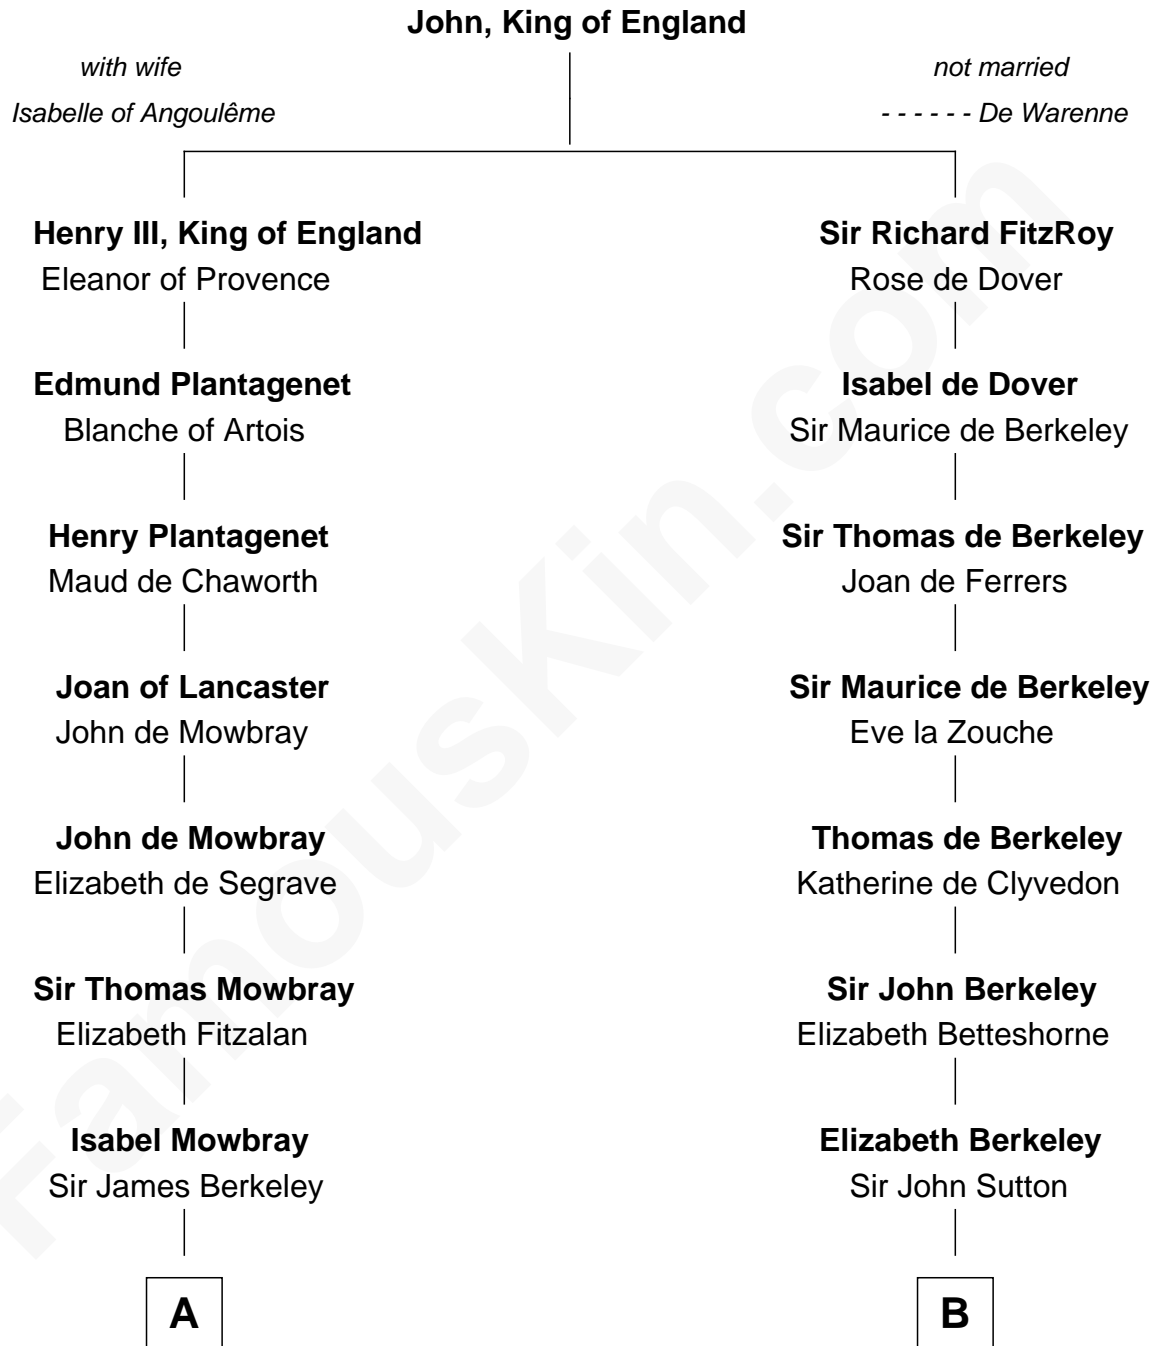 John, King of England
with wife
Isabelle of Angoulême
not married
- - - - - - De Warenne
Henry III, King of England
Eleanor of Provence
Sir Richard FitzRoy
Rose de Dover
Edmund Plantagenet
Blanche of Artois
Isabel de Dover
Sir Maurice de Berkeley
Henry Plantagenet
Maud de Chaworth
Sir Thomas de Berkeley
Joan de Ferrers
Joan of Lancaster
John de Mowbray
Sir Maurice de Berkeley
Eve la Zouche
John de Mowbray
Elizabeth de Segrave
Thomas de Berkeley
Katherine de Clyvedon
Sir Thomas Mowbray
Elizabeth Fitzalan
Sir John Berkeley
Elizabeth Betteshorne
Isabel Mowbray
Sir James Berkeley
Elizabeth Berkeley
Sir John Sutton
A
B
FamousKin.com